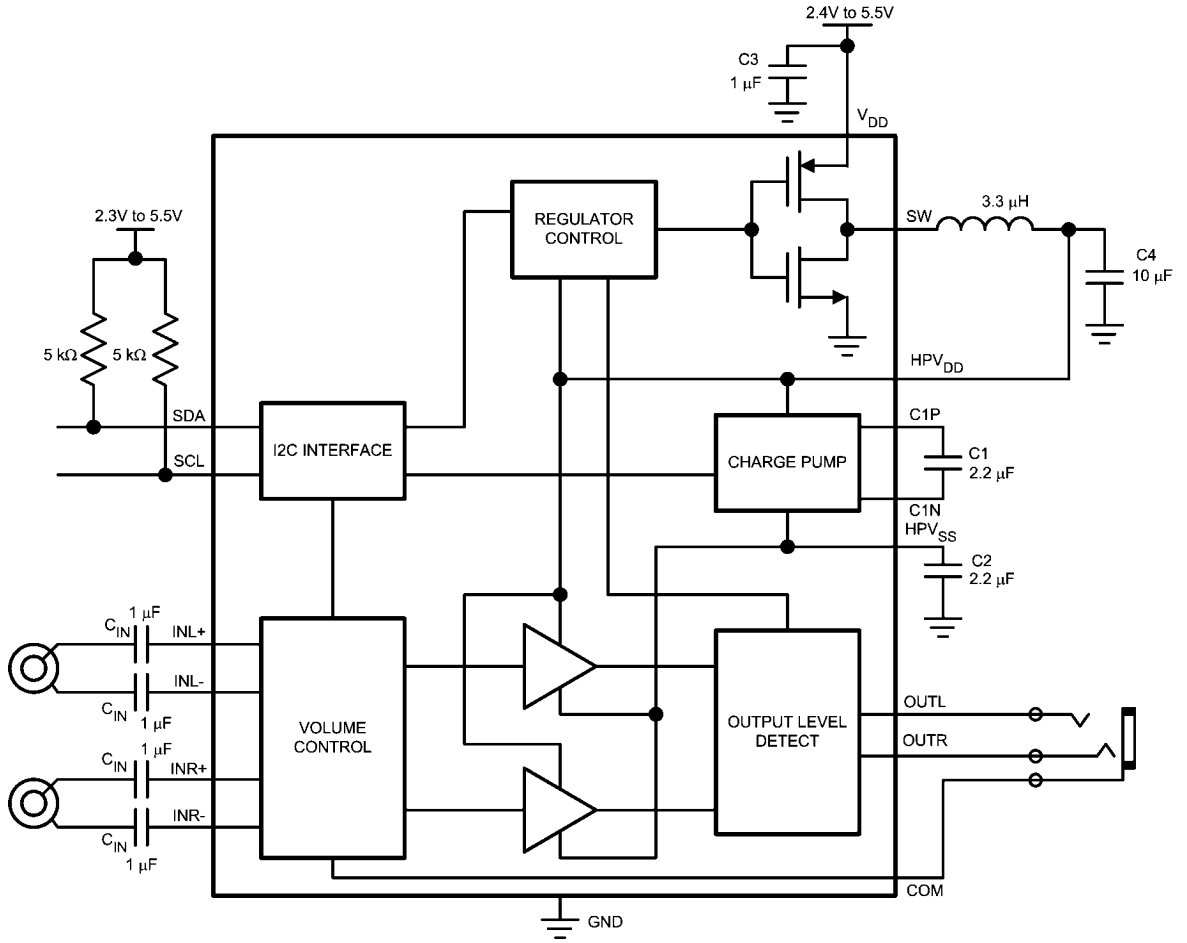 2.4V to 5.5V
C3
1 µF
V_DD
2.3V to 5.5V
REGULATOR
CONTROL
SW
3.3 µH
C4
10 µF
5 kΩ
5 kΩ
HPV_DD
SDA
C1P
I2C INTERFACE
CHARGE PUMP
C1
2.2 µF
SCL
C1N
HPV_SS
C2
2.2 µF
1 µF
C_IN
INL+
INL-
C_IN
1 µF
VOLUME
CONTROL
OUTPUT LEVEL
DETECT
OUTL
OUTR
1 µF
C_IN
INR+
INR-
C_IN
1 µF
COM
GND